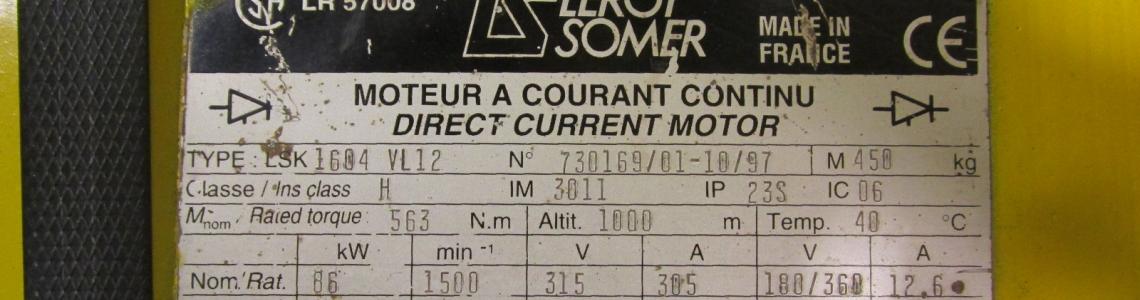 LR 57008
LEROY
SOMER
MADE IN
FRANCE
CE
MOTEUR A COURANT CONTINU
DIRECT CURRENT MOTOR
TYPE : LSK 1604 VL12 N° 730169/01-10/97 M 450 kg
Classe / Ins class H IM 3011 IP 23S IC 06
Mnom / Rated torque : 563 N.m Altit. 1000 m Temp. 40 °C
kW min -1 V A V A
Nom/Rat. 86 1500 315 305 180/360 12.6